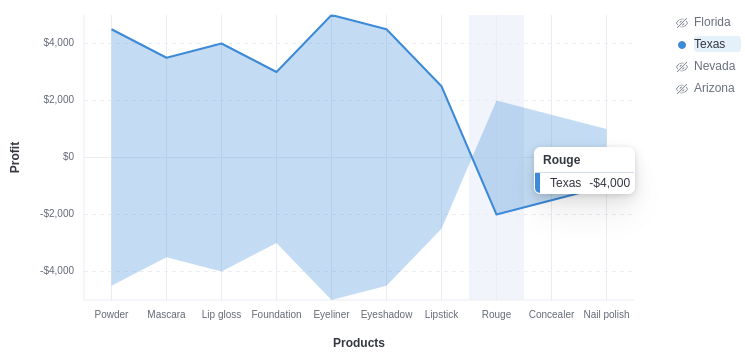 Florida
Texas
Nevada
Arizona
$4,000
$2,000
$0
-$2,000
-$4,000
Profit
Rouge
Texas -$4,000
Powder Mascara Lip gloss Foundation Eyeliner Eyeshadow Lipstick Rouge Concealer Nail polish
Products